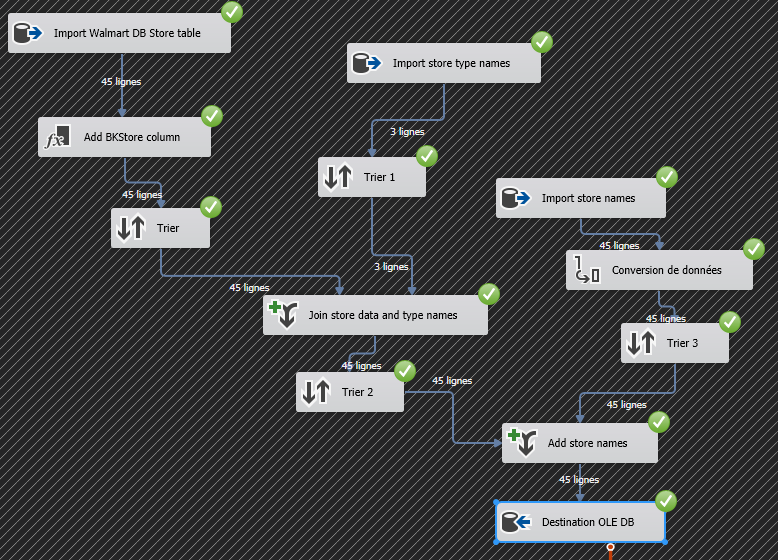 Import Walmart DB Store table
Import store type names
45 lignes
3 lignes
fx
Add BKStore column
Trier 1
45 lignes
Import store names
Trier
45 lignes
3 lignes
Conversion de données
45 lignes
Join store data and type names
45 lignes
Trier 3
45 lignes
45 lignes
Trier 2
45 lignes
Add store names
45 lignes
Destination OLE DB